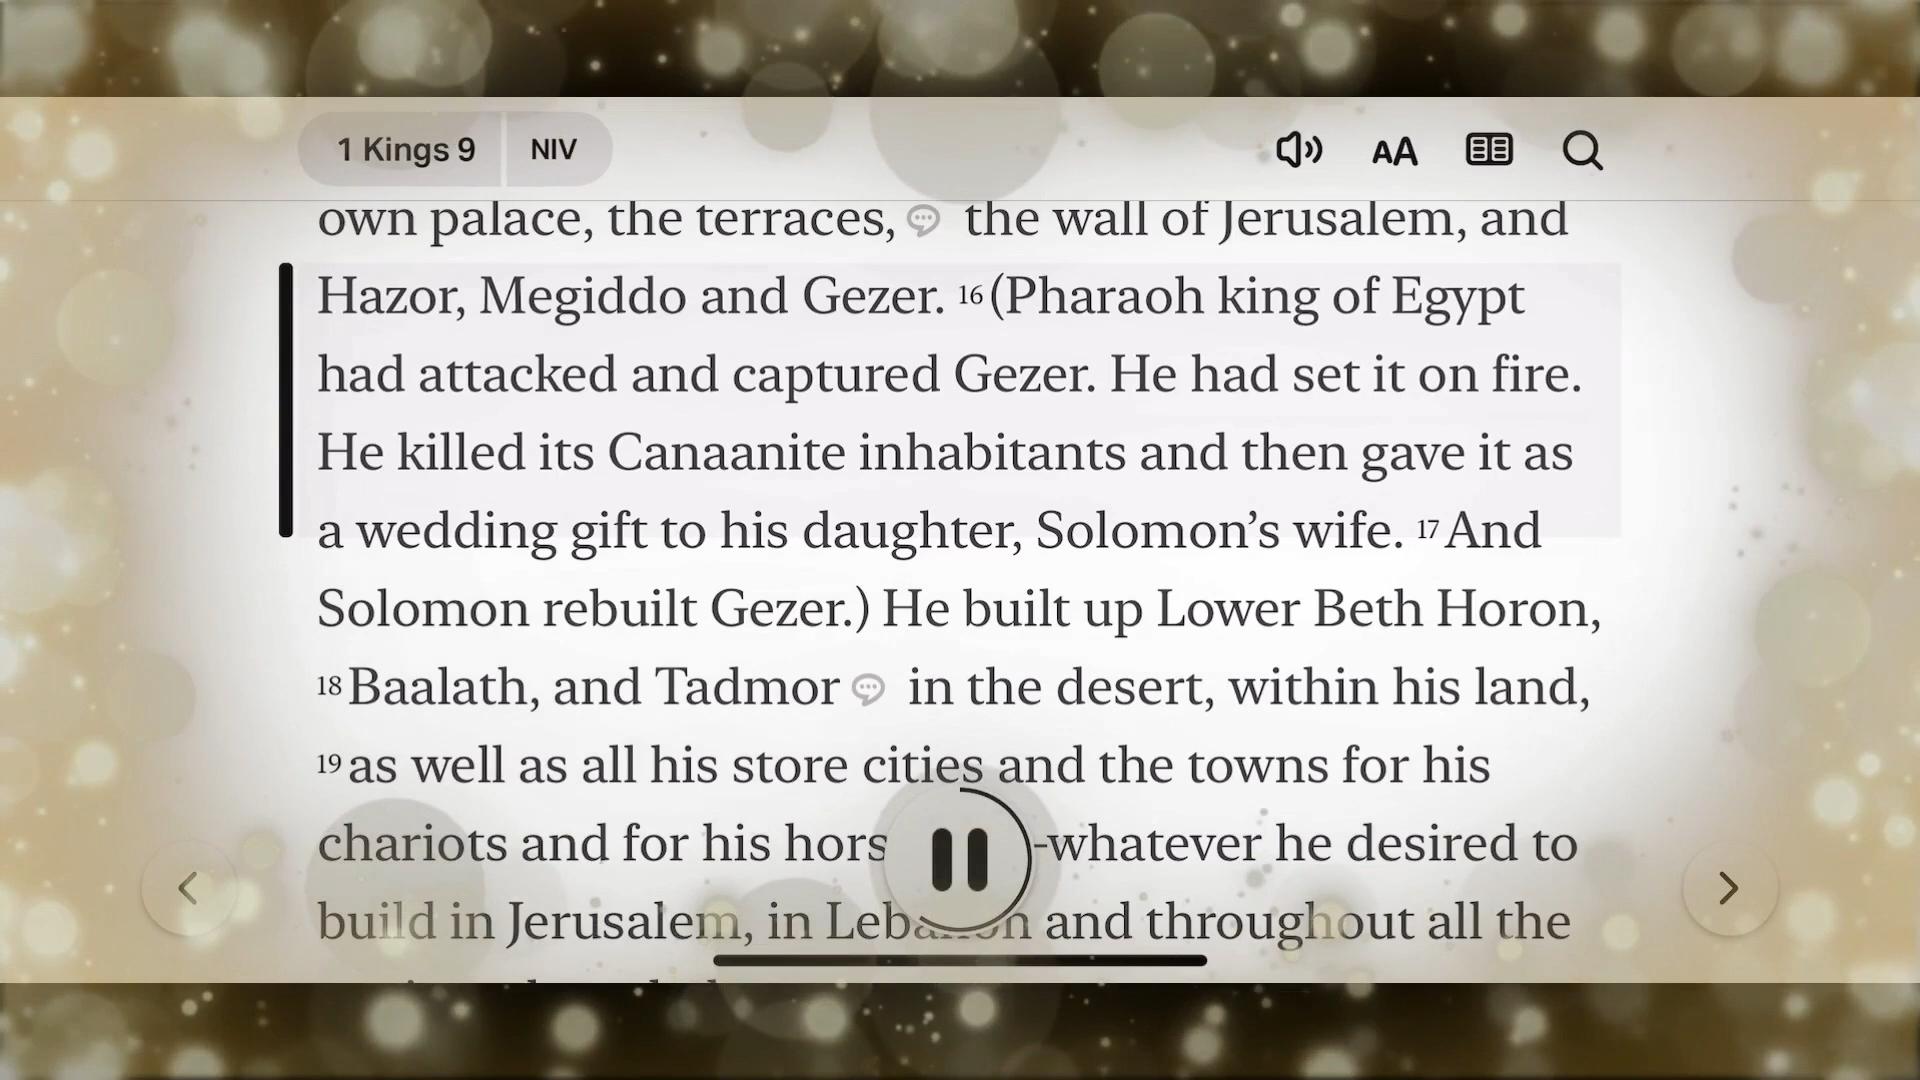 1 Kings 9 NIV AA
own palace, the terraces, the wall of Jerusalem, and
Hazor, Megiddo and Gezer. 16 (Pharaoh king of Egypt
had attacked and captured Gezer. He had set it on fire.
He killed its Canaanite inhabitants and then gave it as
a wedding gift to his daughter, Solomon’s wife. 17 And
Solomon rebuilt Gezer.) He built up Lower Beth Horon,
18 Baalath, and Tadmor in the desert, within his land,
19 as well as all his store cities and the towns for his
chariots and for his hors -whatever he desired to
build in Jerusalem, in Lebanon and throughout all the